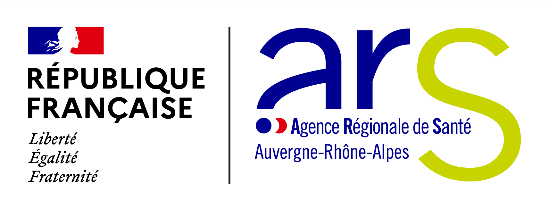 RÉPUBLIQUE
FRANÇAISE
Liberté
Égalité
Fraternité
ars
Agence Régionale de Santé
Auvergne-Rhône-Alpes